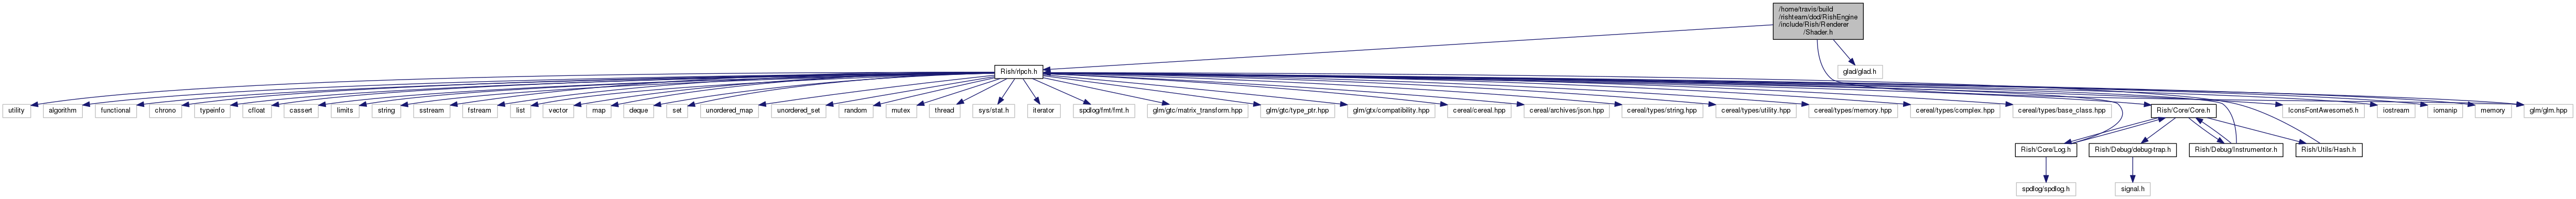 /home/travis/build
/rishteam/dod/RishEngine
/include/Rish/Renderer
/Shader.h
Rish/rlpch.h
glad/glad.h
utility
algorithm
functional
chrono
typeinfo
cfloat
cassert
limits
string
sstream
fstream
list
vector
map
deque
set
unordered_map
unordered_set
random
mutex
thread
sys/stat.h
iterator
spdlog/fmt/fmt.h
glm/gtc/matrix_transform.hpp
glm/gtc/type_ptr.hpp
glm/gtx/compatibility.hpp
cereal/cereal.hpp
cereal/archives/json.hpp
cereal/types/string.hpp
cereal/types/utility.hpp
cereal/types/memory.hpp
cereal/types/complex.hpp
cereal/types/base_class.hpp
Rish/Core/Core.h
IconsFontAwesome5.h
iostream
iomanip
memory
glm/glm.hpp
Rish/Core/Log.h
Rish/Debug/debug-trap.h
Rish/Debug/Instrumentor.h
Rish/Utils/Hash.h
spdlog/spdlog.h
signal.h